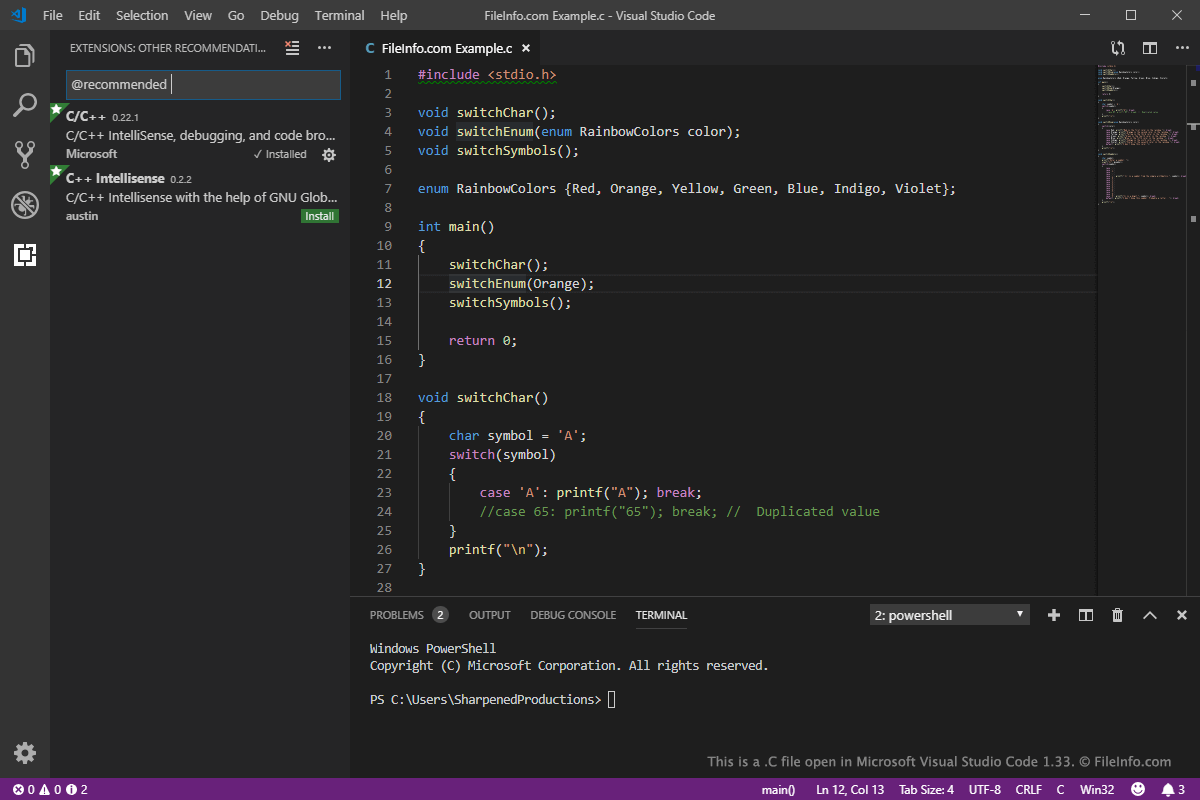 File Edit Selection View Go Debug Terminal Help FileInfo.com Example.c - Visual Studio Code
EXTENSIONS: OTHER RECOMMENDATI...
@recommended
C/C++ 0.22.1
C/C++ IntelliSense, debugging, and code bro...
Microsoft ✓ Installed
C++ Intellisense 0.2.2
C/C++ Intellisense with the help of GNU Glob...
austin Install
C FileInfo.com Example.c ×
1 #include <stdio.h>
2
3 void switchChar();
4 void switchEnum(enum RainbowColors color);
5 void switchSymbols();
6
7 enum RainbowColors {Red, Orange, Yellow, Green, Blue, Indigo, Violet};
8
9 int main()
10 {
11 switchChar();
12 switchEnum(Orange);
13 switchSymbols();
14
15 return 0;
16 }
17
18 void switchChar()
19 {
20 char symbol = 'A';
21 switch(symbol)
22 {
23 case 'A': printf("A"); break;
24 //case 65: printf("65"); break; //  Duplicated value
25 }
26 printf("\n");
27 }
28
PROBLEMS 2 OUTPUT DEBUG CONSOLE TERMINAL 2: powershell
Windows PowerShell
Copyright (C) Microsoft Corporation. All rights reserved.
PS C:\Users\SharpenedProductions>
This is a .C file open in Microsoft Visual Studio Code 1.33. © FileInfo.com
0 0 2 main() Ln 12, Col 13 Tab Size: 4 UTF-8 CRLF C Win32 3